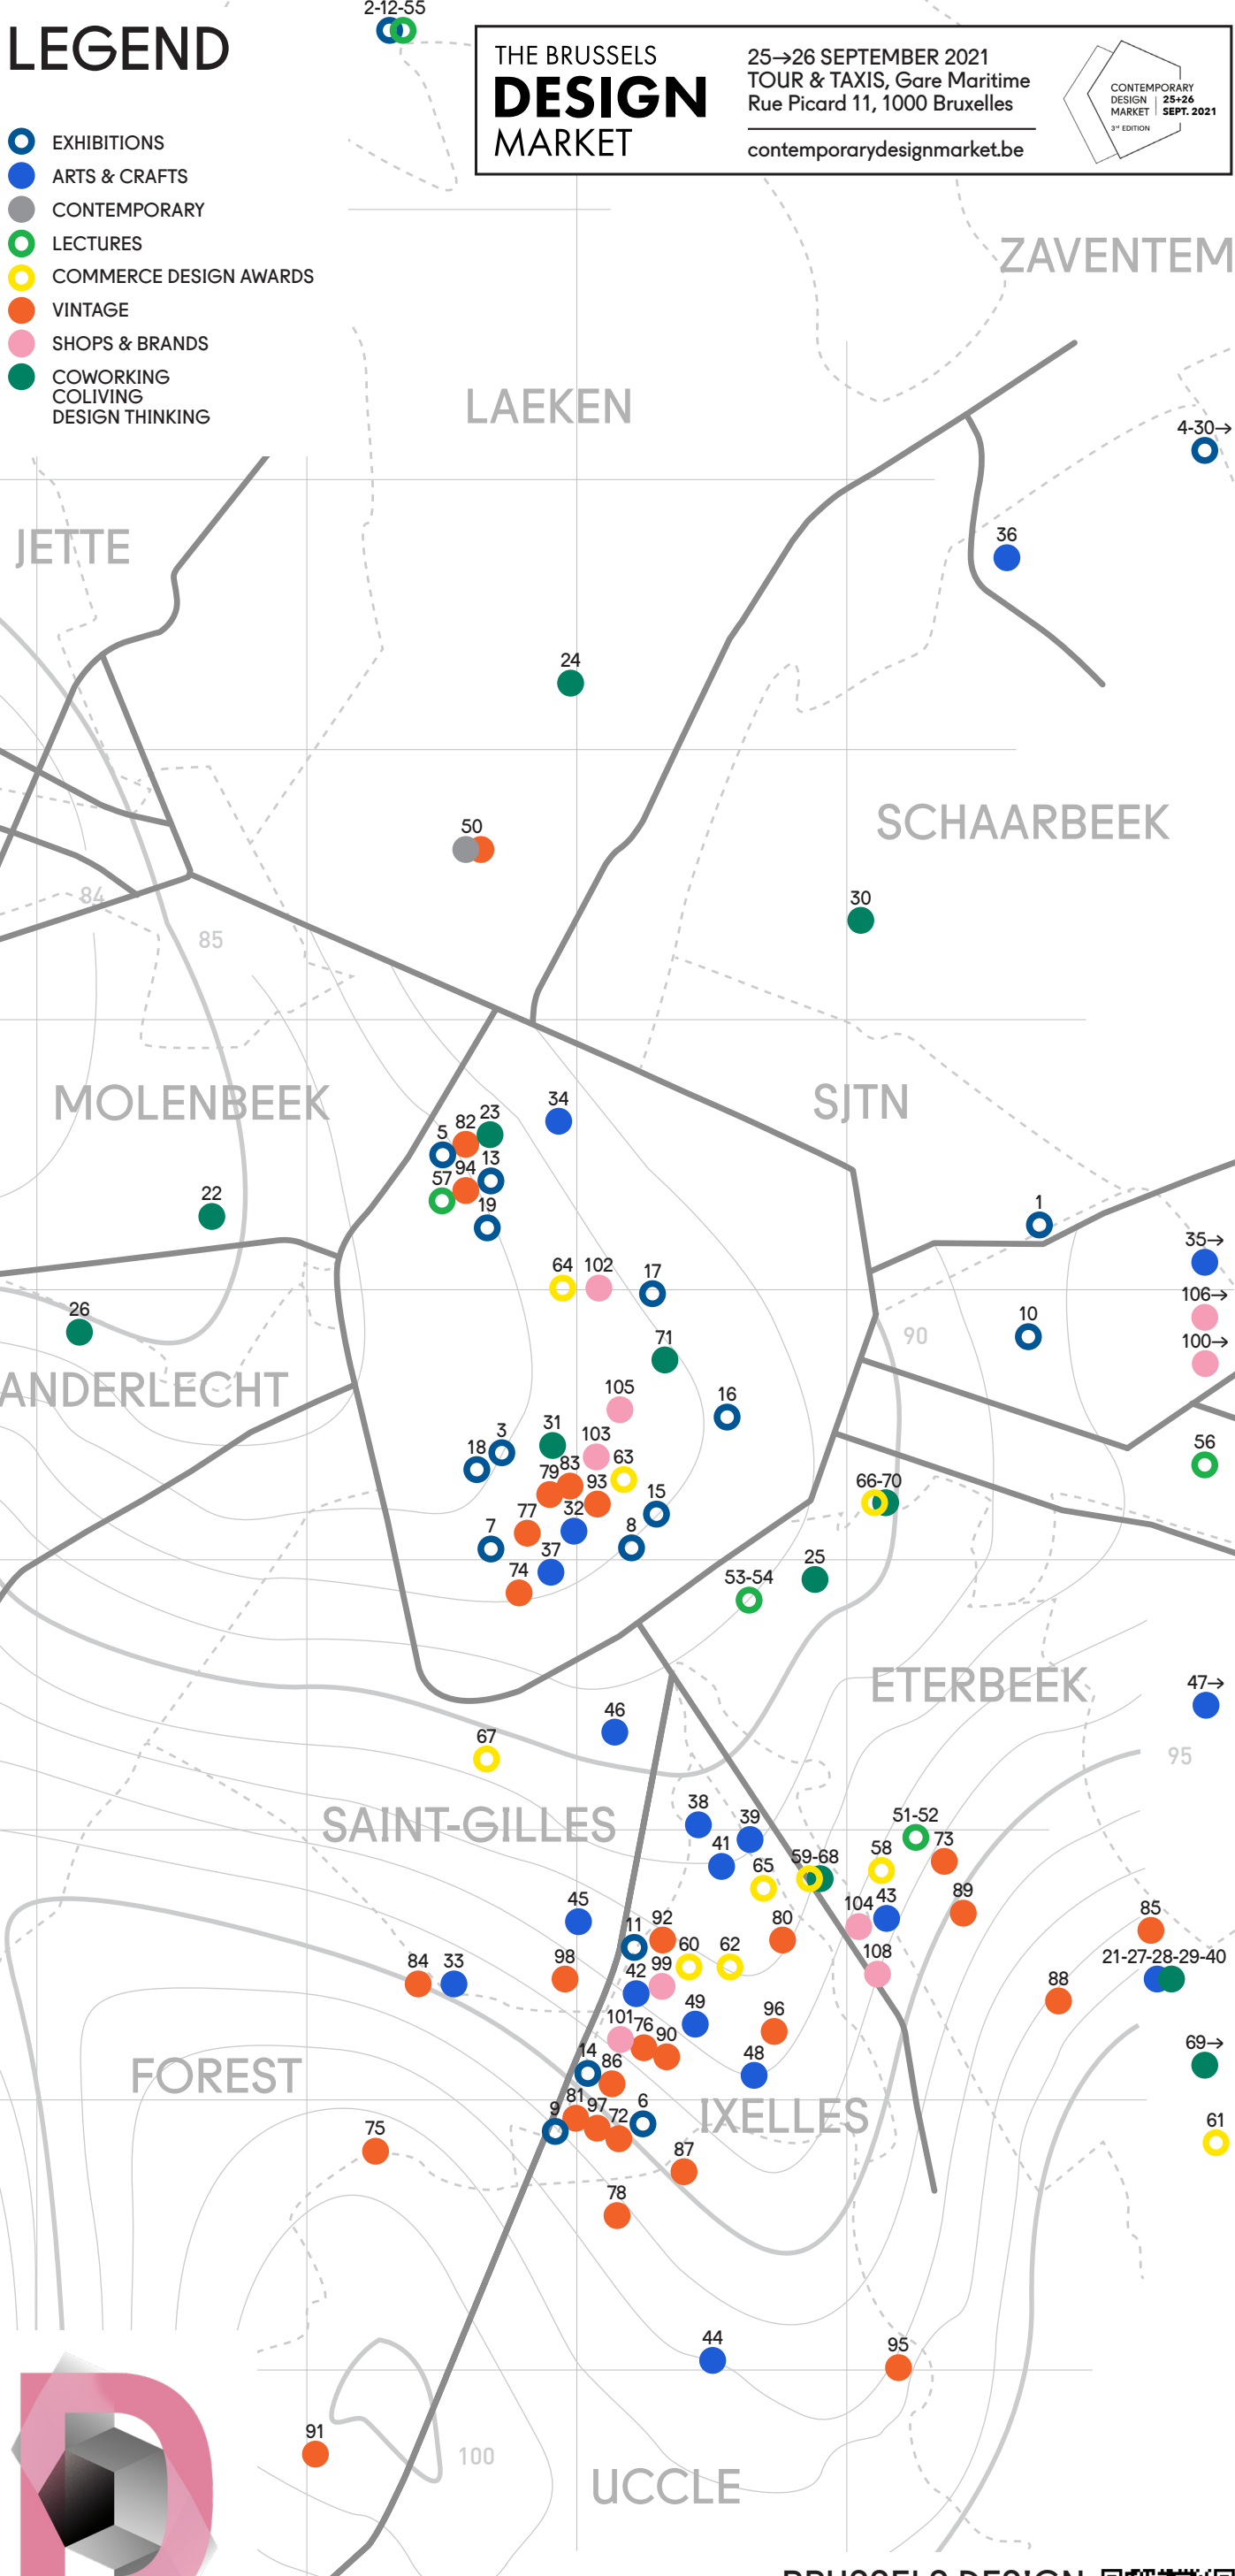 2-12-55
LEGEND
EXHIBITIONS
ARTS & CRAFTS
CONTEMPORARY
LECTURES
COMMERCE DESIGN AWARDS
VINTAGE
SHOPS & BRANDS
COWORKING
COLIVING
DESIGN THINKING
THE BRUSSELS
DESIGN
MARKET
25→26 SEPTEMBER 2021
TOUR & TAXIS, Gare Maritime
Rue Picard 11, 1000 Bruxelles
contemporarydesignmarket.be
CONTEMPORARY
DESIGN
MARKET
25+26
SEPT. 2021
3rd EDITION
ZAVENTEM
LAEKEN
4-30→
36
JETTE
24
SCHAARBEEK
50
30
84
85
MOLENBEEK
SJTN
34
23
82
5
13
94
57
19
22
1
35→
64
102
17
106→
26
10
90
100→
71
ANDERLECHT
105
16
3
31
103
18
63
83
79
93
56
66-70
15
77
32
7
8
37
74
25
53-54
ETERBEEK
47→
46
67
95
SAINT-GILLES
38
39
41
51-52
73
58
59-68
65
45
11
92
80
104
43
89
85
60
62
84
33
98
42
99
108
21-27-28-29-40
88
49
96
101
76
90
14
86
48
69→
FOREST
81
9
97
72
6
IXELLES
61
75
87
78
44
95
91
100
UCCLE
BRUSSELS DESIGN